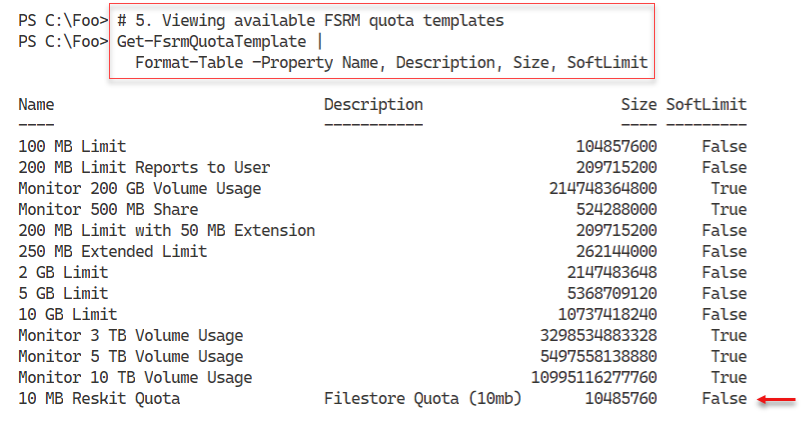 PS C:\Foo> # 5. Viewing available FSRM quota templates
PS C:\Foo> Get-FsrmQuotaTemplate |
Format-Table -Property Name, Description, Size, SoftLimit
Name Description Size SoftLimit
---- ----------- ---- ---------
100 MB Limit 104857600 False
200 MB Limit Reports to User 209715200 False
Monitor 200 GB Volume Usage 214748364800 True
Monitor 500 MB Share 524288000 True
200 MB Limit with 50 MB Extension 209715200 False
250 MB Extended Limit 262144000 False
2 GB Limit 2147483648 False
5 GB Limit 5368709120 False
10 GB Limit 10737418240 False
Monitor 3 TB Volume Usage 3298534883328 True
Monitor 5 TB Volume Usage 5497558138880 True
Monitor 10 TB Volume Usage 10995116277760 True
10 MB Reskit Quota Filestore Quota (10mb) 10485760 False